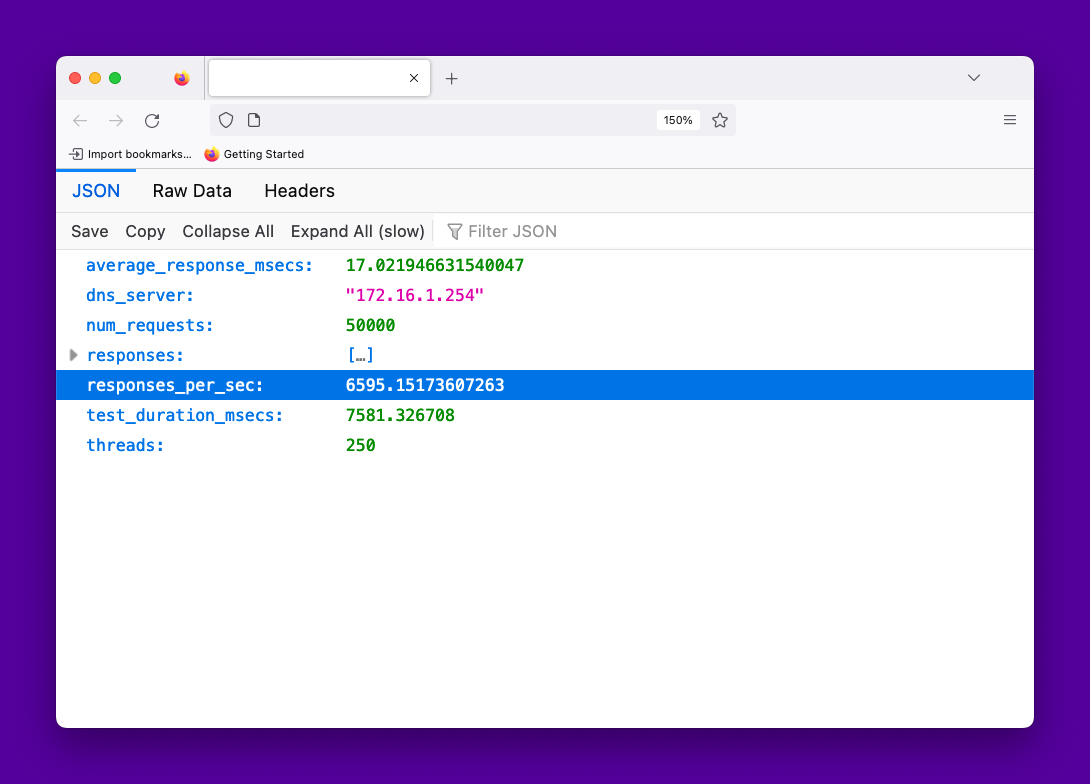 150%
Import bookmarks... Getting Started
JSON Raw Data Headers
Save Copy Collapse All Expand All (slow) Filter JSON
average_response_msecs: 17.021946631540047
dns_server: "172.16.1.254"
num_requests: 50000
responses: […]
responses_per_sec: 6595.15173607263
test_duration_msecs: 7581.326708
threads: 250